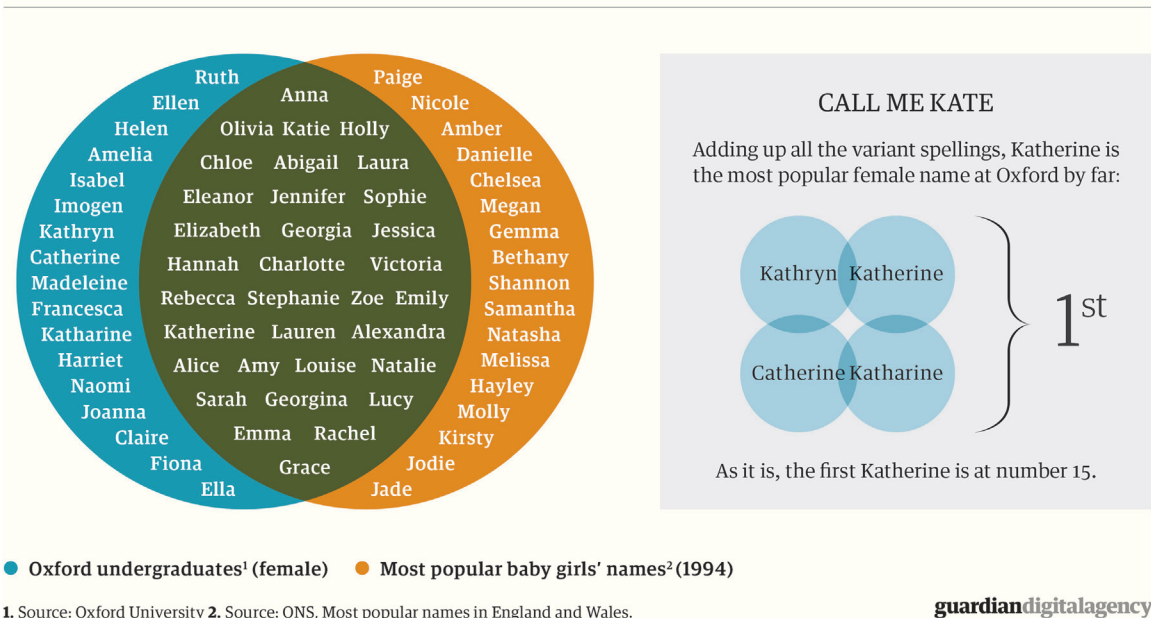 Ruth
Ellen
Helen
Amelia
Isabel
Imogen
Kathryn
Catherine
Madeleine
Francesca
Katharine
Harriet
Naomi
Joanna
Claire
Fiona
Ella
Anna
Olivia Katie Holly
Chloe Abigail Laura
Eleanor Jennifer Sophie
Elizabeth Georgia Jessica
Hannah Charlotte Victoria
Rebecca Stephanie Zoe Emily
Katherine Lauren Alexandra
Alice Amy Louise Natalie
Sarah Georgina Lucy
Emma Rachel
Grace
Paige
Nicole
Amber
Danielle
Chelsea
Megan
Gemma
Bethany
Shannon
Samantha
Natasha
Melissa
Hayley
Molly
Kirsty
Jodie
Jade
CALL ME KATE
Adding up all the variant spellings, Katherine is
the most popular female name at Oxford by far:
Kathryn Katherine
Catherine Katharine
1st
As it is, the first Katherine is at number 15.
Oxford undergraduates¹ (female) Most popular baby girls' names² (1994)
1. Source: Oxford University 2. Source: ONS. Most popular names in England and Wales.
guardiandigitalagency